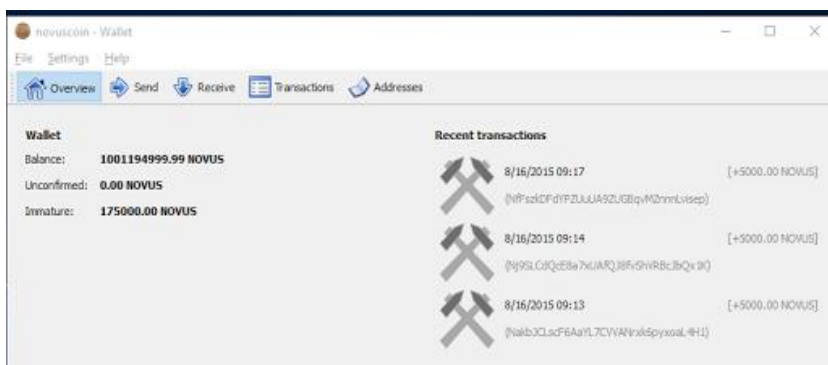 novuscoin - Wallet
File Settings Help
Overview Send Receive Transactions Addresses
Wallet
Balance: 1001194999.99 NOVUS
Unconfirmed: 0.00 NOVUS
Immature: 175000.00 NOVUS
Recent transactions
8/16/2015 09:17 [+5000.00 NOVUS]
8/16/2015 09:14 [+5000.00 NOVUS]
8/16/2015 09:13 [+5000.00 NOVUS]